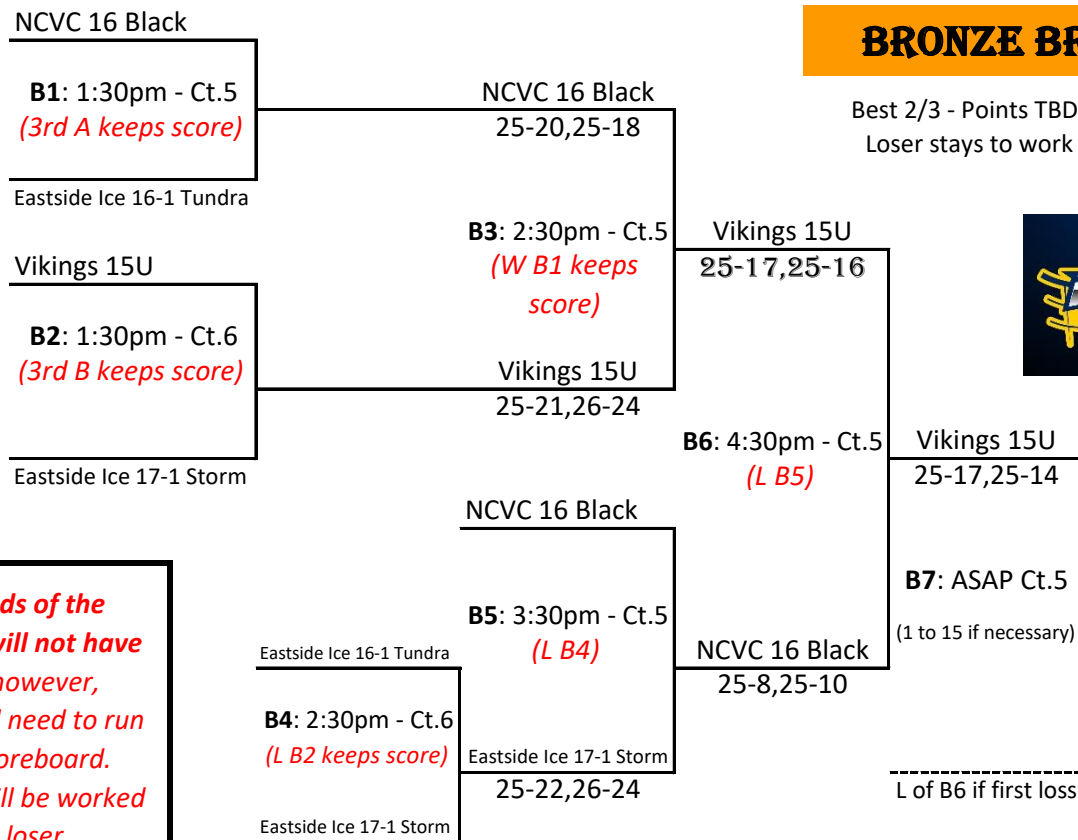 NCVC 16 Black
BRONZE BR
B1: 1:30pm - Ct.5
(3rd A keeps score)
NCVC 16 Black
25-20,25-18
Best 2/3 - Points TBD
Loser stays to work
Eastside Ice 16-1 Tundra
Vikings 15U
B3: 2:30pm - Ct.5
(W B1 keeps
score)
Vikings 15U
25-17,25-16
B2: 1:30pm - Ct.6
(3rd B keeps score)
Vikings 15U
25-21,26-24
Eastside Ice 17-1 Storm
B6: 4:30pm - Ct.5
(L B5)
Vikings 15U
25-17,25-14
NCVC 16 Black
B7: ASAP Ct.5
(1 to 15 if necessary)
B5: 3:30pm - Ct.5
(L B4)
NCVC 16 Black
25-8,25-10
Eastside Ice 16-1 Tundra
B4: 2:30pm - Ct.6
(L B2 keeps score)
Eastside Ice 17-1 Storm
25-22,26-24
L of B6 if first loss
Eastside Ice 17-1 Storm
ds of the
will not have
however,
need to run
oreboard.
ll be worked
loser